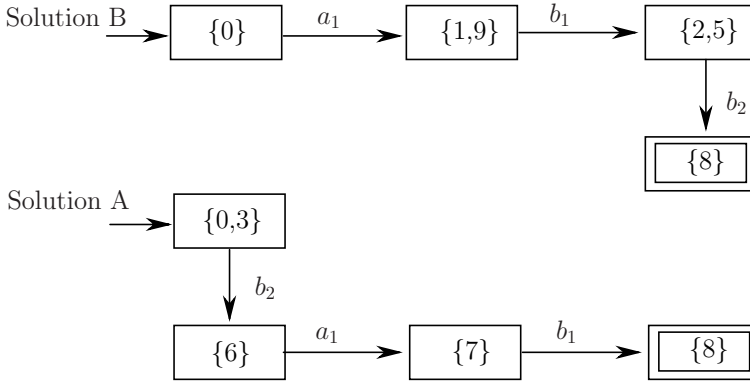 Solution B
{0} a₁ {1,9} b₁ {2,5}
b₂
{8}
Solution A
{0,3}
b₂
{6} a₁ {7} b₁ {8}